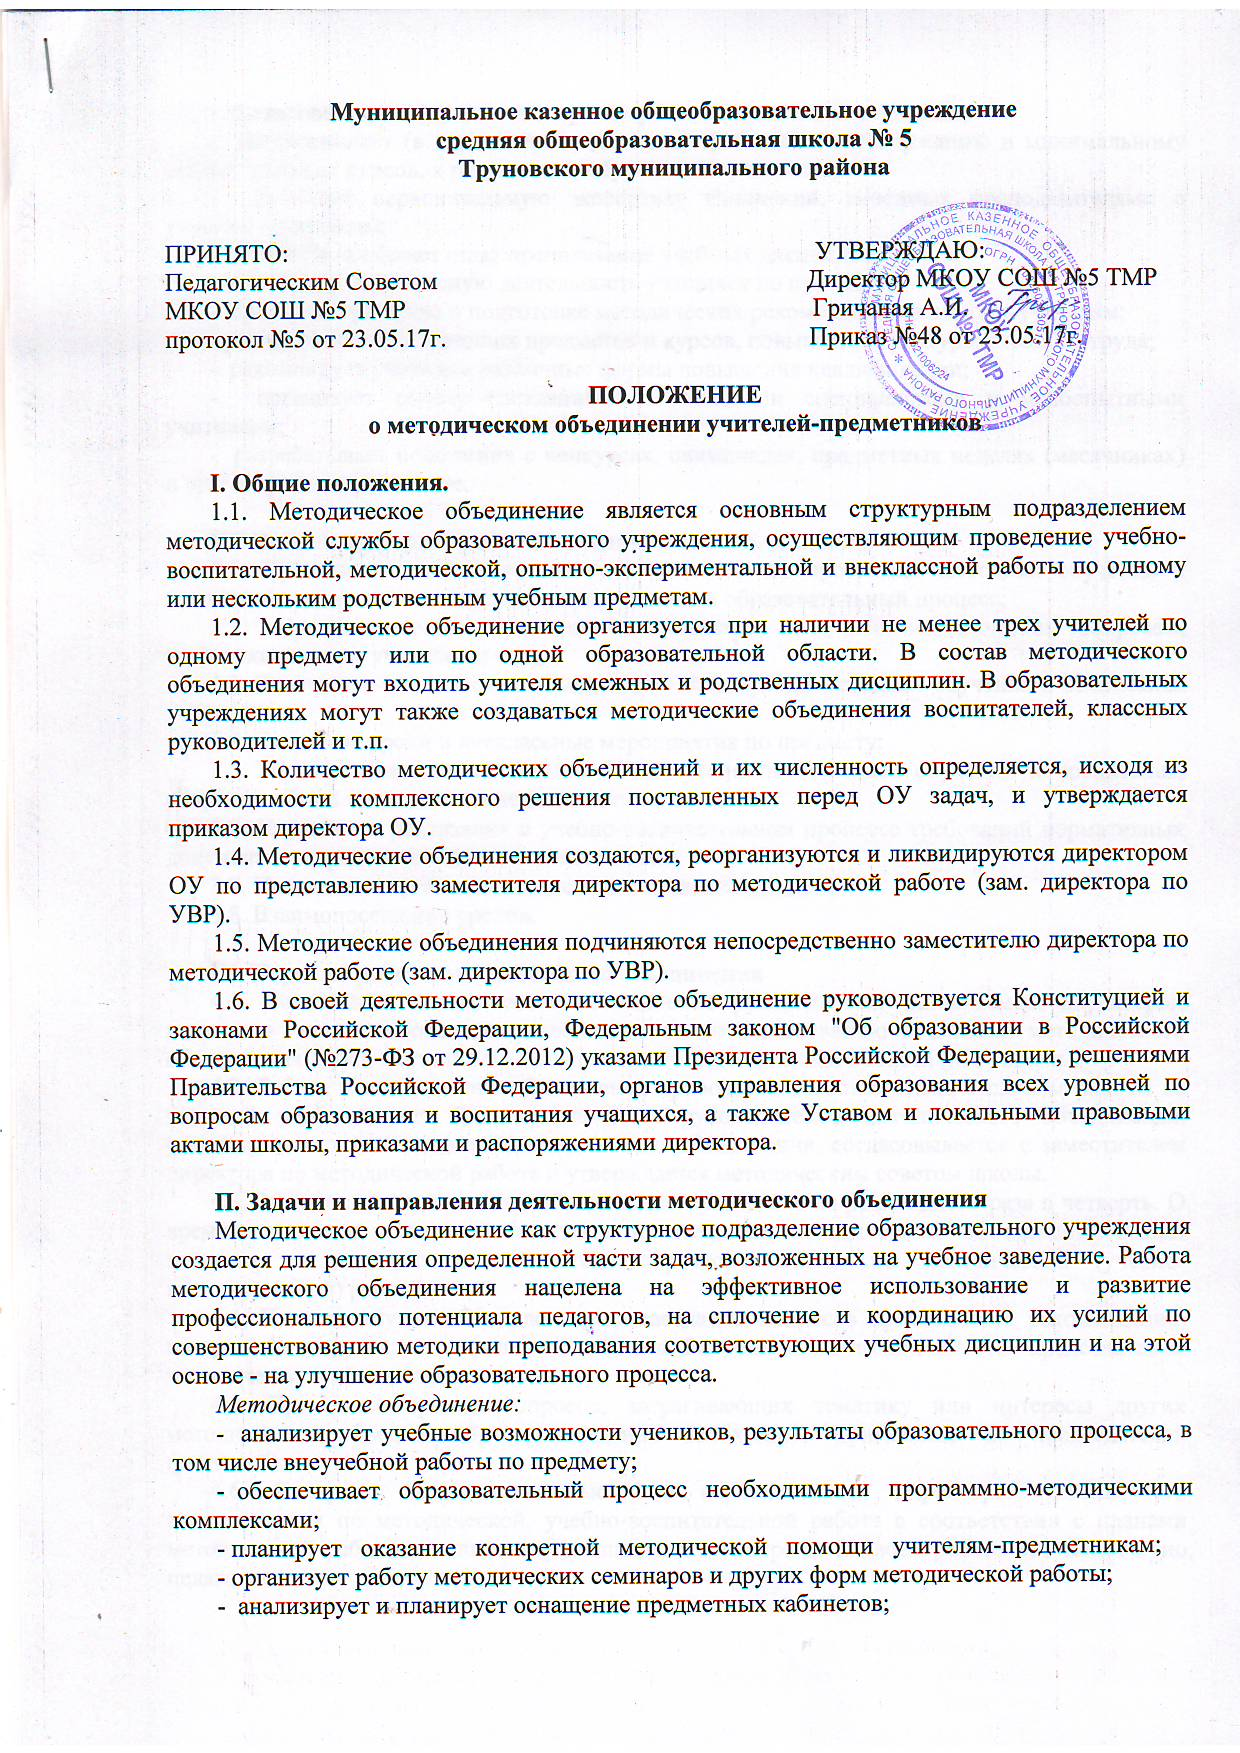 Муниципальное казенное общеобразовательное учреждение
средняя общеобразовательная школа № 5
Труновского муниципального района
ПРИНЯТО:
Педагогическим Советом
МКОУ СОШ №5 ТМР
протокол №5 от 23.05.17г.
УТВЕРЖДАЮ:
Директор МКОУ СОШ №5 ТМР
Гричаная А.И.
Приказ №48 от 23.05.17г.
МКОУ
СОШ №5 ТМР
ПОЛОЖЕНИЕ
о методическом объединении учителей-предметников
I. Общие положения.
1.1. Методическое объединение является основным структурным подразделением
методической службы образовательного учреждения, осуществляющим проведение учебно-
воспитательной, методической, опытно-экспериментальной и внеклассной работы по одному
или нескольким родственным учебным предметам.
1.2. Методическое объединение организуется при наличии не менее трех учителей по
одному предмету или по одной образовательной области. В состав методического
объединения могут входить учителя смежных и родственных дисциплин. В образовательных
учреждениях могут также создаваться методические объединения воспитателей, классных
руководителей и т.п.
1.3. Количество методических объединений и их численность определяется, исходя из
необходимости комплексного решения поставленных перед ОУ задач, и утверждается
приказом директора ОУ.
1.4. Методические объединения создаются, реорганизуются и ликвидируются директором
ОУ по представлению заместителя директора по методической работе (зам. директора по
УВР).
1.5. Методические объединения подчиняются непосредственно заместителю директора по
методической работе (зам. директора по УВР).
1.6. В своей деятельности методическое объединение руководствуется Конституцией и
законами Российской Федерации, Федеральным законом "Об образовании в Российской
Федерации" (№273-ФЗ от 29.12.2012) указами Президента Российской Федерации, решениями
Правительства Российской Федерации, органов управления образования всех уровней по
вопросам образования и воспитания учащихся, а также Уставом и локальными правовыми
актами школы, приказами и распоряжениями директора.
П. Задачи и направления деятельности методического объединения
Методическое объединение как структурное подразделение образовательного учреждения
создается для решения определенной части задач, возложенных на учебное заведение. Работа
методического объединения нацелена на эффективное использование и развитие
профессионального потенциала педагогов, на сплочение и координацию их усилий по
совершенствованию методики преподавания соответствующих учебных дисциплин и на этой
основе - на улучшение образовательного процесса.
Методическое объединение:
- анализирует учебные возможности учеников, результаты образовательного процесса, в
том числе внеучебной работы по предмету;
- обеспечивает образовательный процесс необходимыми программно-методическими
комплексами;
- планирует оказание конкретной методической помощи учителям-предметникам;
- организует работу методических семинаров и других форм методической работы;
- анализирует и планирует оснащение предметных кабинетов;